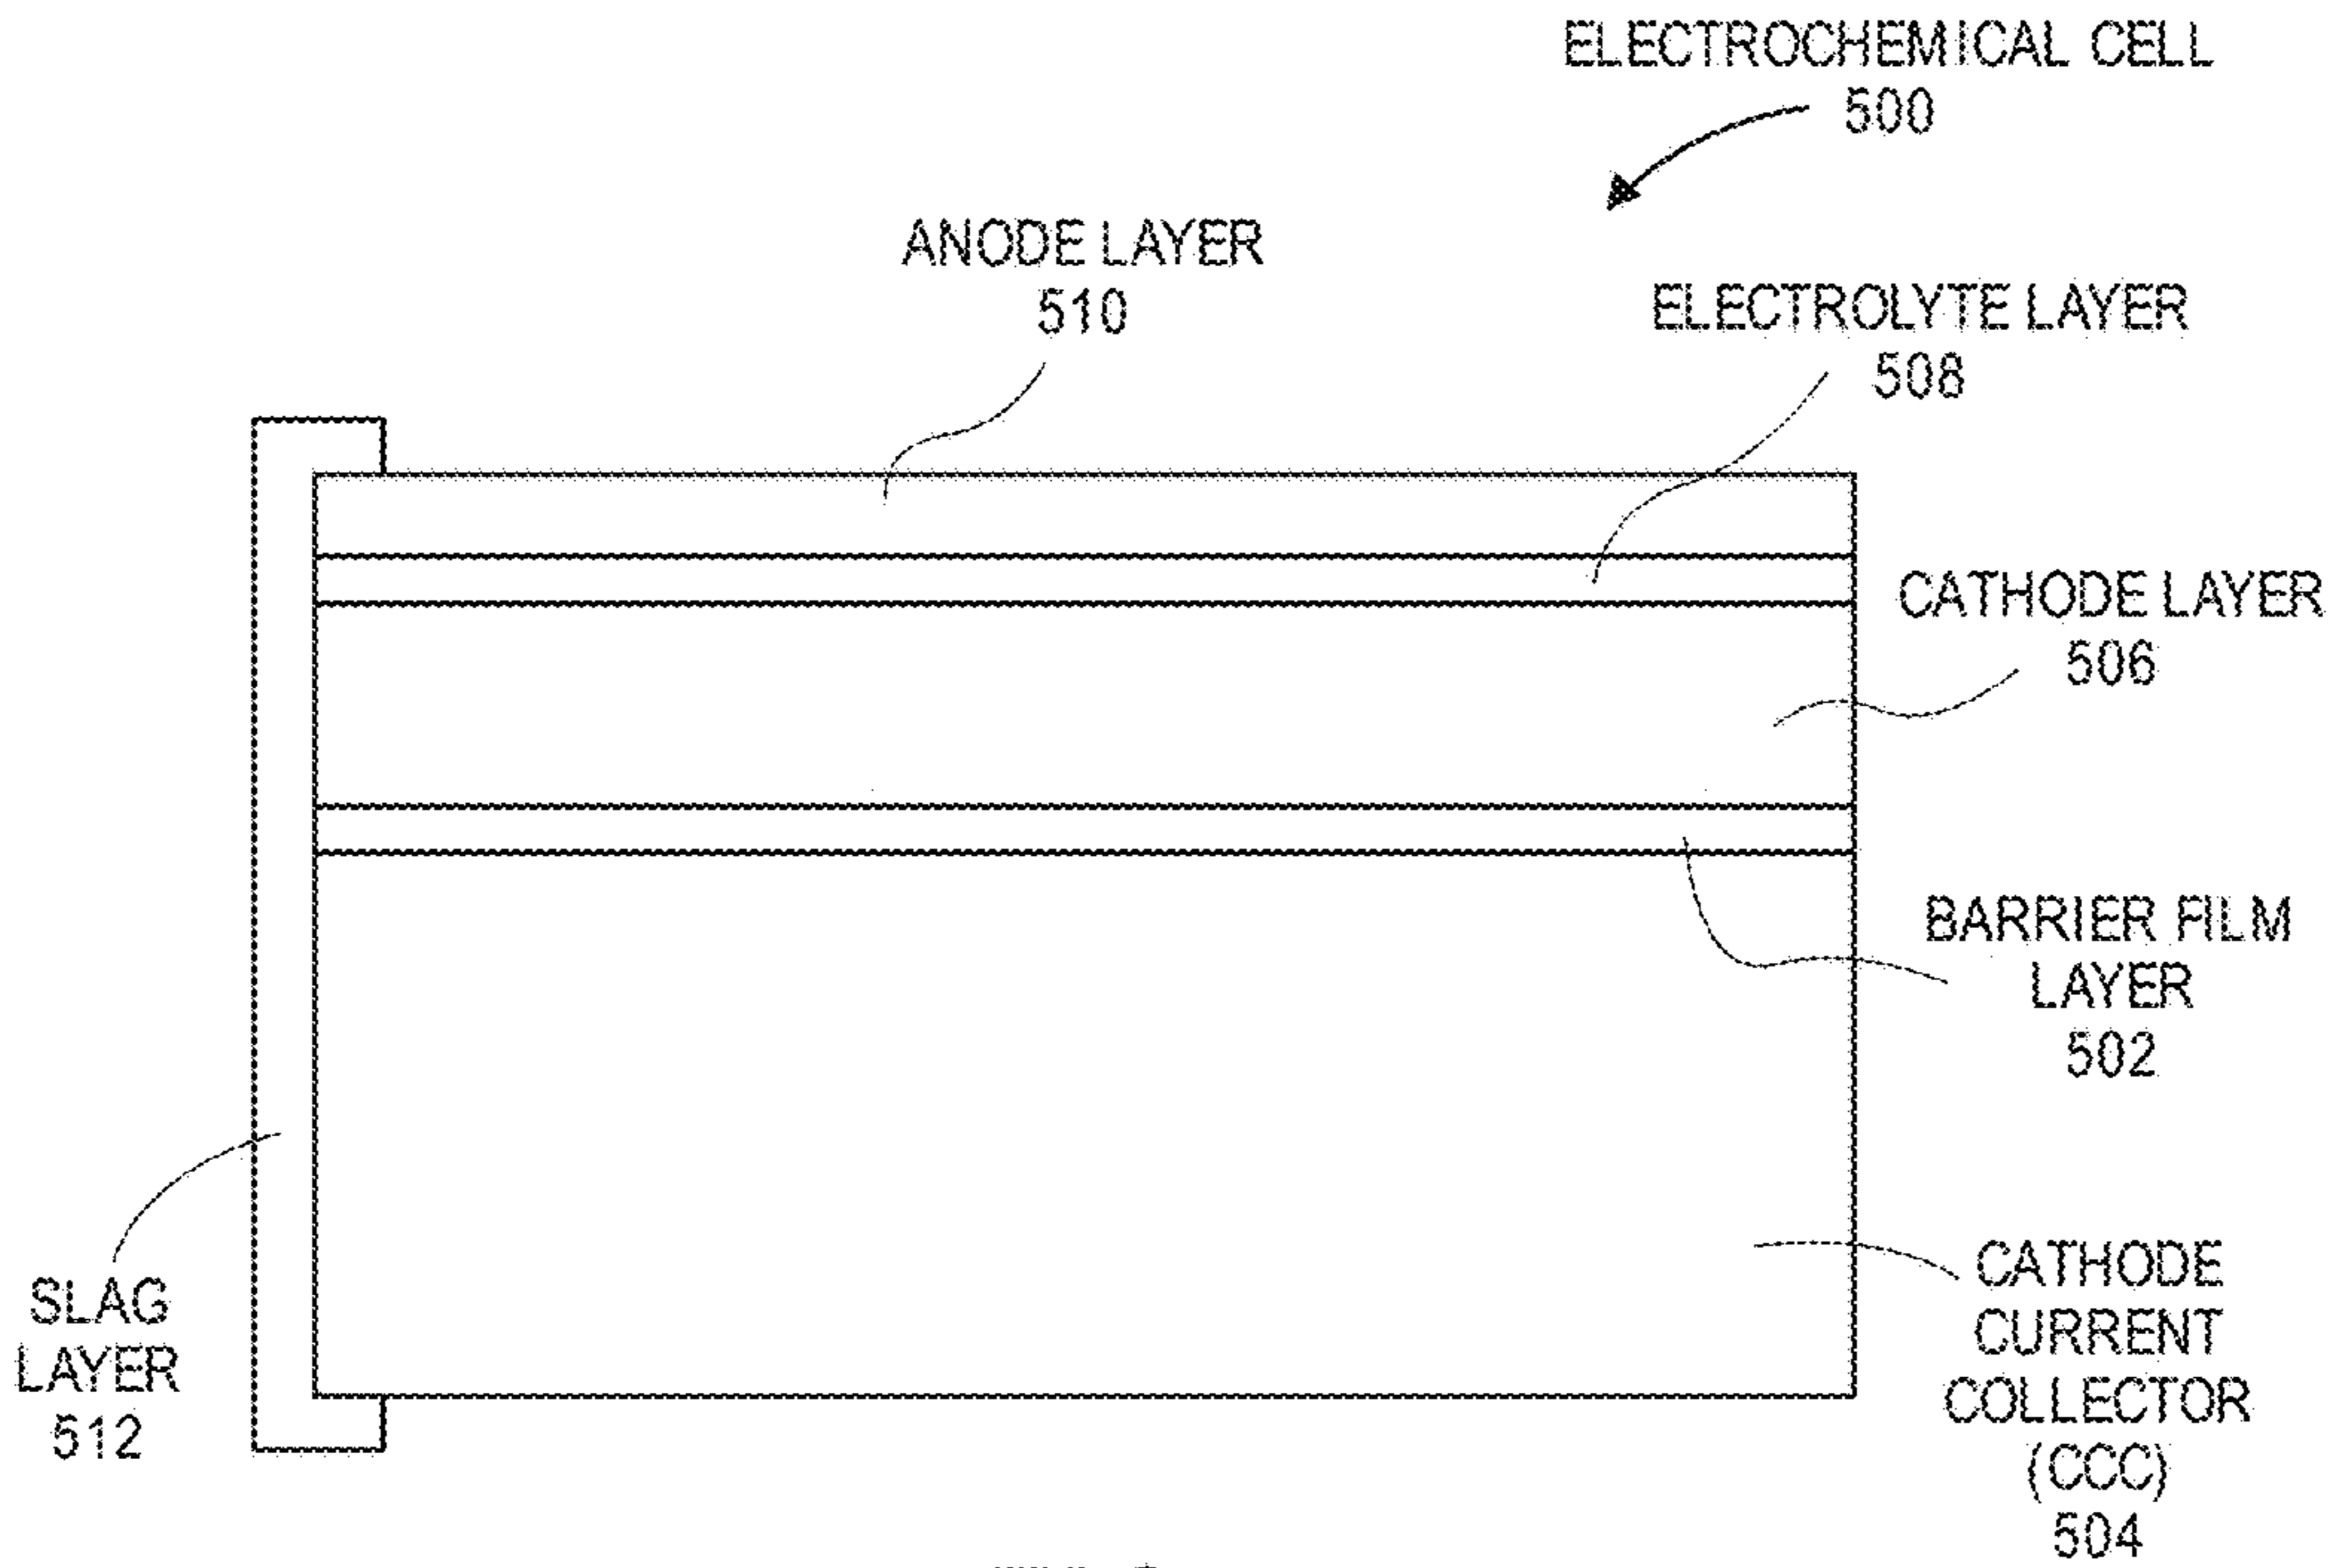 ELECTROCHEMICAL CELL
500
ANODE LAYER
510
ELECTROLYTE LAYER
508
CATHODE LAYER
506
BARRIER FILM
LAYER
502
SLAG
LAYER
512
CATHODE
CURRENT
COLLECTOR
(CCC)
504